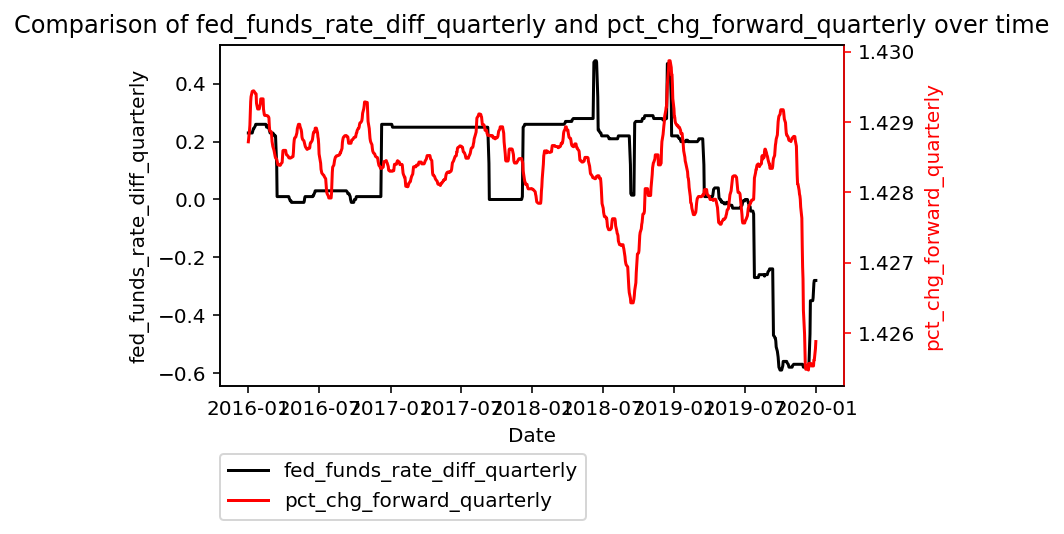 Comparison of fed_funds_rate_diff_quarterly and pct_chg_forward_quarterly over time
fed_funds_rate_diff_quarterly
0.4
0.2
0.0
−0.2
−0.4
−0.6
1.430
1.429
1.428
1.427
1.426
pct_chg_forward_quarterly
2016-01 2016-07 2017-01 2017-07 2018-01 2018-07 2019-01 2019-07 2020-01
Date
fed_funds_rate_diff_quarterly
pct_chg_forward_quarterly